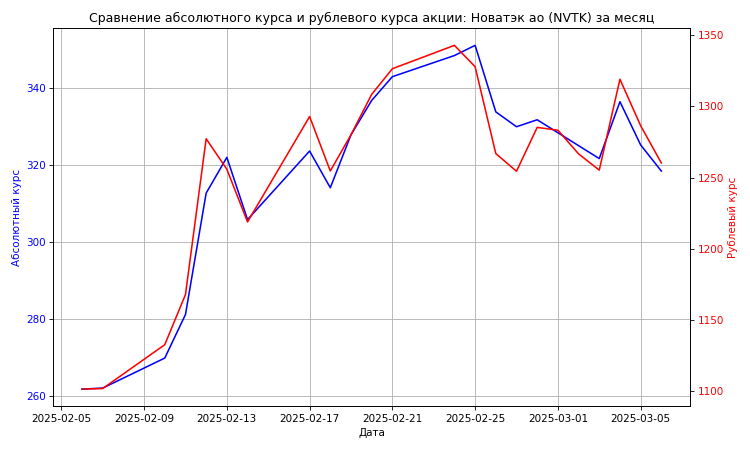 Сравнение абсолютного курса и рублевого курса акции: Новатэк ао (NVTK) за месяц
Абсолютный курс
340
320
300
280
260
1350
1300
1250
1200
1150
1100
Рублевый курс
2025-02-05 2025-02-09 2025-02-13 2025-02-17 2025-02-21 2025-02-25 2025-03-01 2025-03-05
Дата